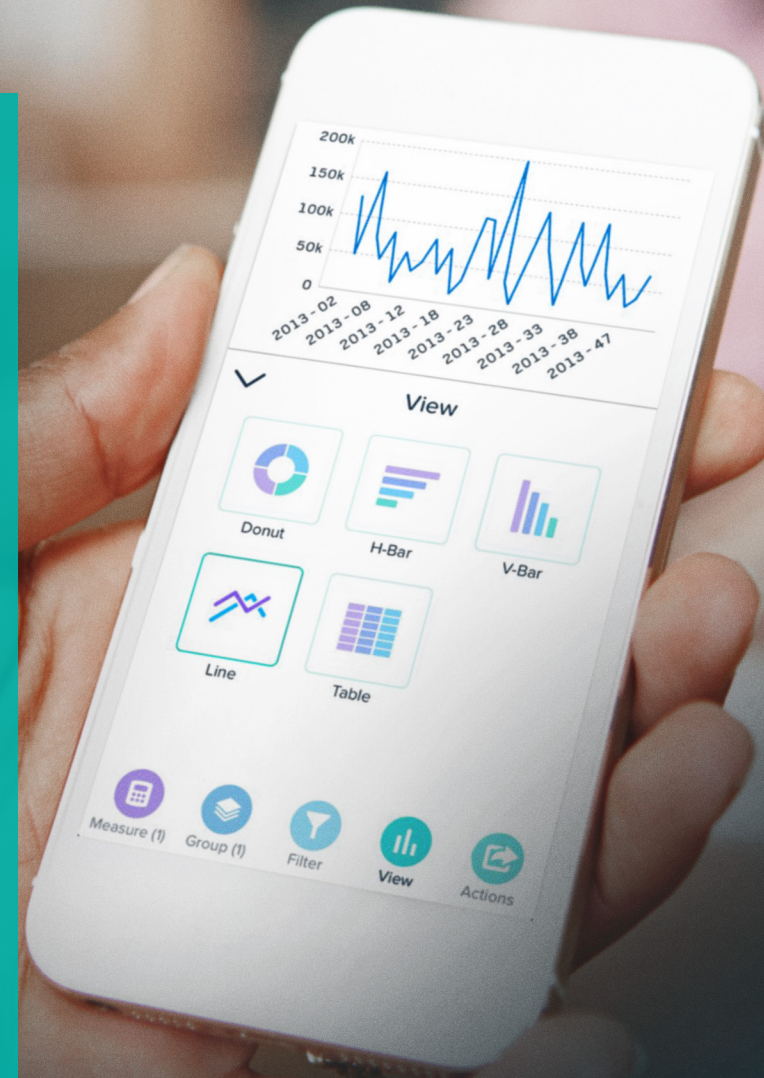 200k
150k
100k
50k
0
2013-02
2013-08
2013-12
2013-18
2013-23
2013-28
2013-33
2013-38
2013-47
View
Donut
H-Bar
V-Bar
Line
Table
Measure (1)
Group (1)
Filter
View
Actions